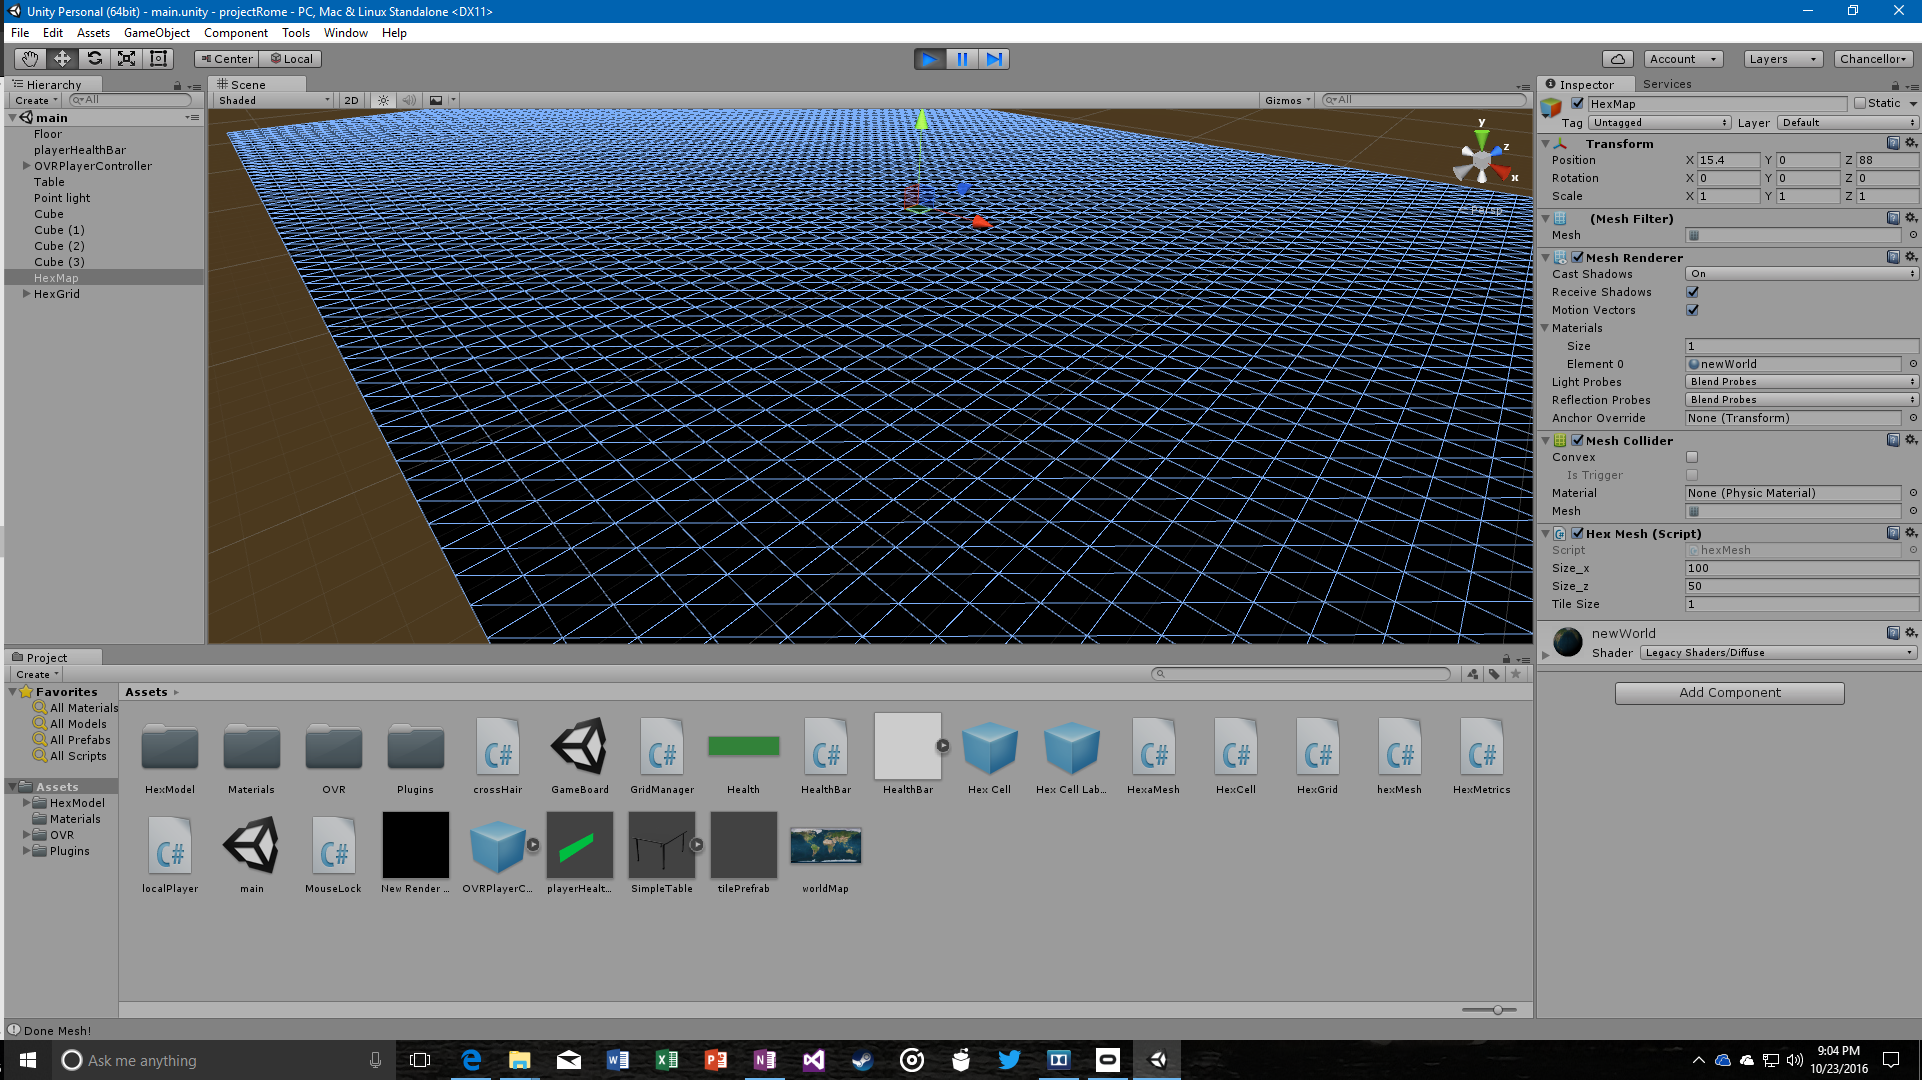 Unity Personal (64bit) - main.unity - projectRome - PC, Mac & Linux Standalone <DX11>
File Edit Assets GameObject Component Tools Window Help
Center Local Account Layers Chancellor
Hierarchy
Create All
main
Floor
playerHealthBar
OVRPlayerController
Table
Point light
Cube
Cube (1)
Cube (2)
Cube (3)
HexMap
HexGrid
Scene
Shaded 2D Gizmos All
y
z
x
Persp
Inspector Services
HexMap Static
Tag Untagged Layer Default
Transform
Position X 15.4 Y 0 Z 88
Rotation X 0 Y 0 Z 0
Scale X 1 Y 1 Z 1
(Mesh Filter)
Mesh
Mesh Renderer
Cast Shadows On
Receive Shadows
Motion Vectors
Materials
Size 1
Element 0 newWorld
Light Probes Blend Probes
Reflection Probes Blend Probes
Anchor Override None (Transform)
Mesh Collider
Convex
Is Trigger
Material None (Physic Material)
Mesh
Hex Mesh (Script)
Script hexMesh
Size_x 100
Size_z 50
Tile Size 1
newWorld
Shader Legacy Shaders/Diffuse
Add Component
Project
Create
Favorites
All Materials
All Models
All Prefabs
All Scripts
Assets
HexModel
Materials
OVR
Plugins
Assets
C# C# C# C# C# C# C# C#
HexModel Materials OVR Plugins crossHair GameBoard GridManager Health HealthBar HealthBar Hex Cell Hex Cell Lab... HexaMesh HexCell HexGrid hexMesh HexMetrics
C# C#
localPlayer main MouseLock New Render ... OVRPlayerC... playerHealt... SimpleTable tilePrefrab worldMap
Done Mesh!
Ask me anything
9:04 PM
10/23/2016